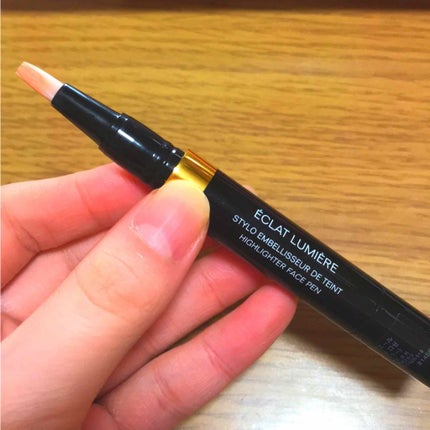 ÉCLAT LUMIÈRE
STYLO EMBELLISSEUR DE TEINT
HIGHLIGHTER FACE PEN